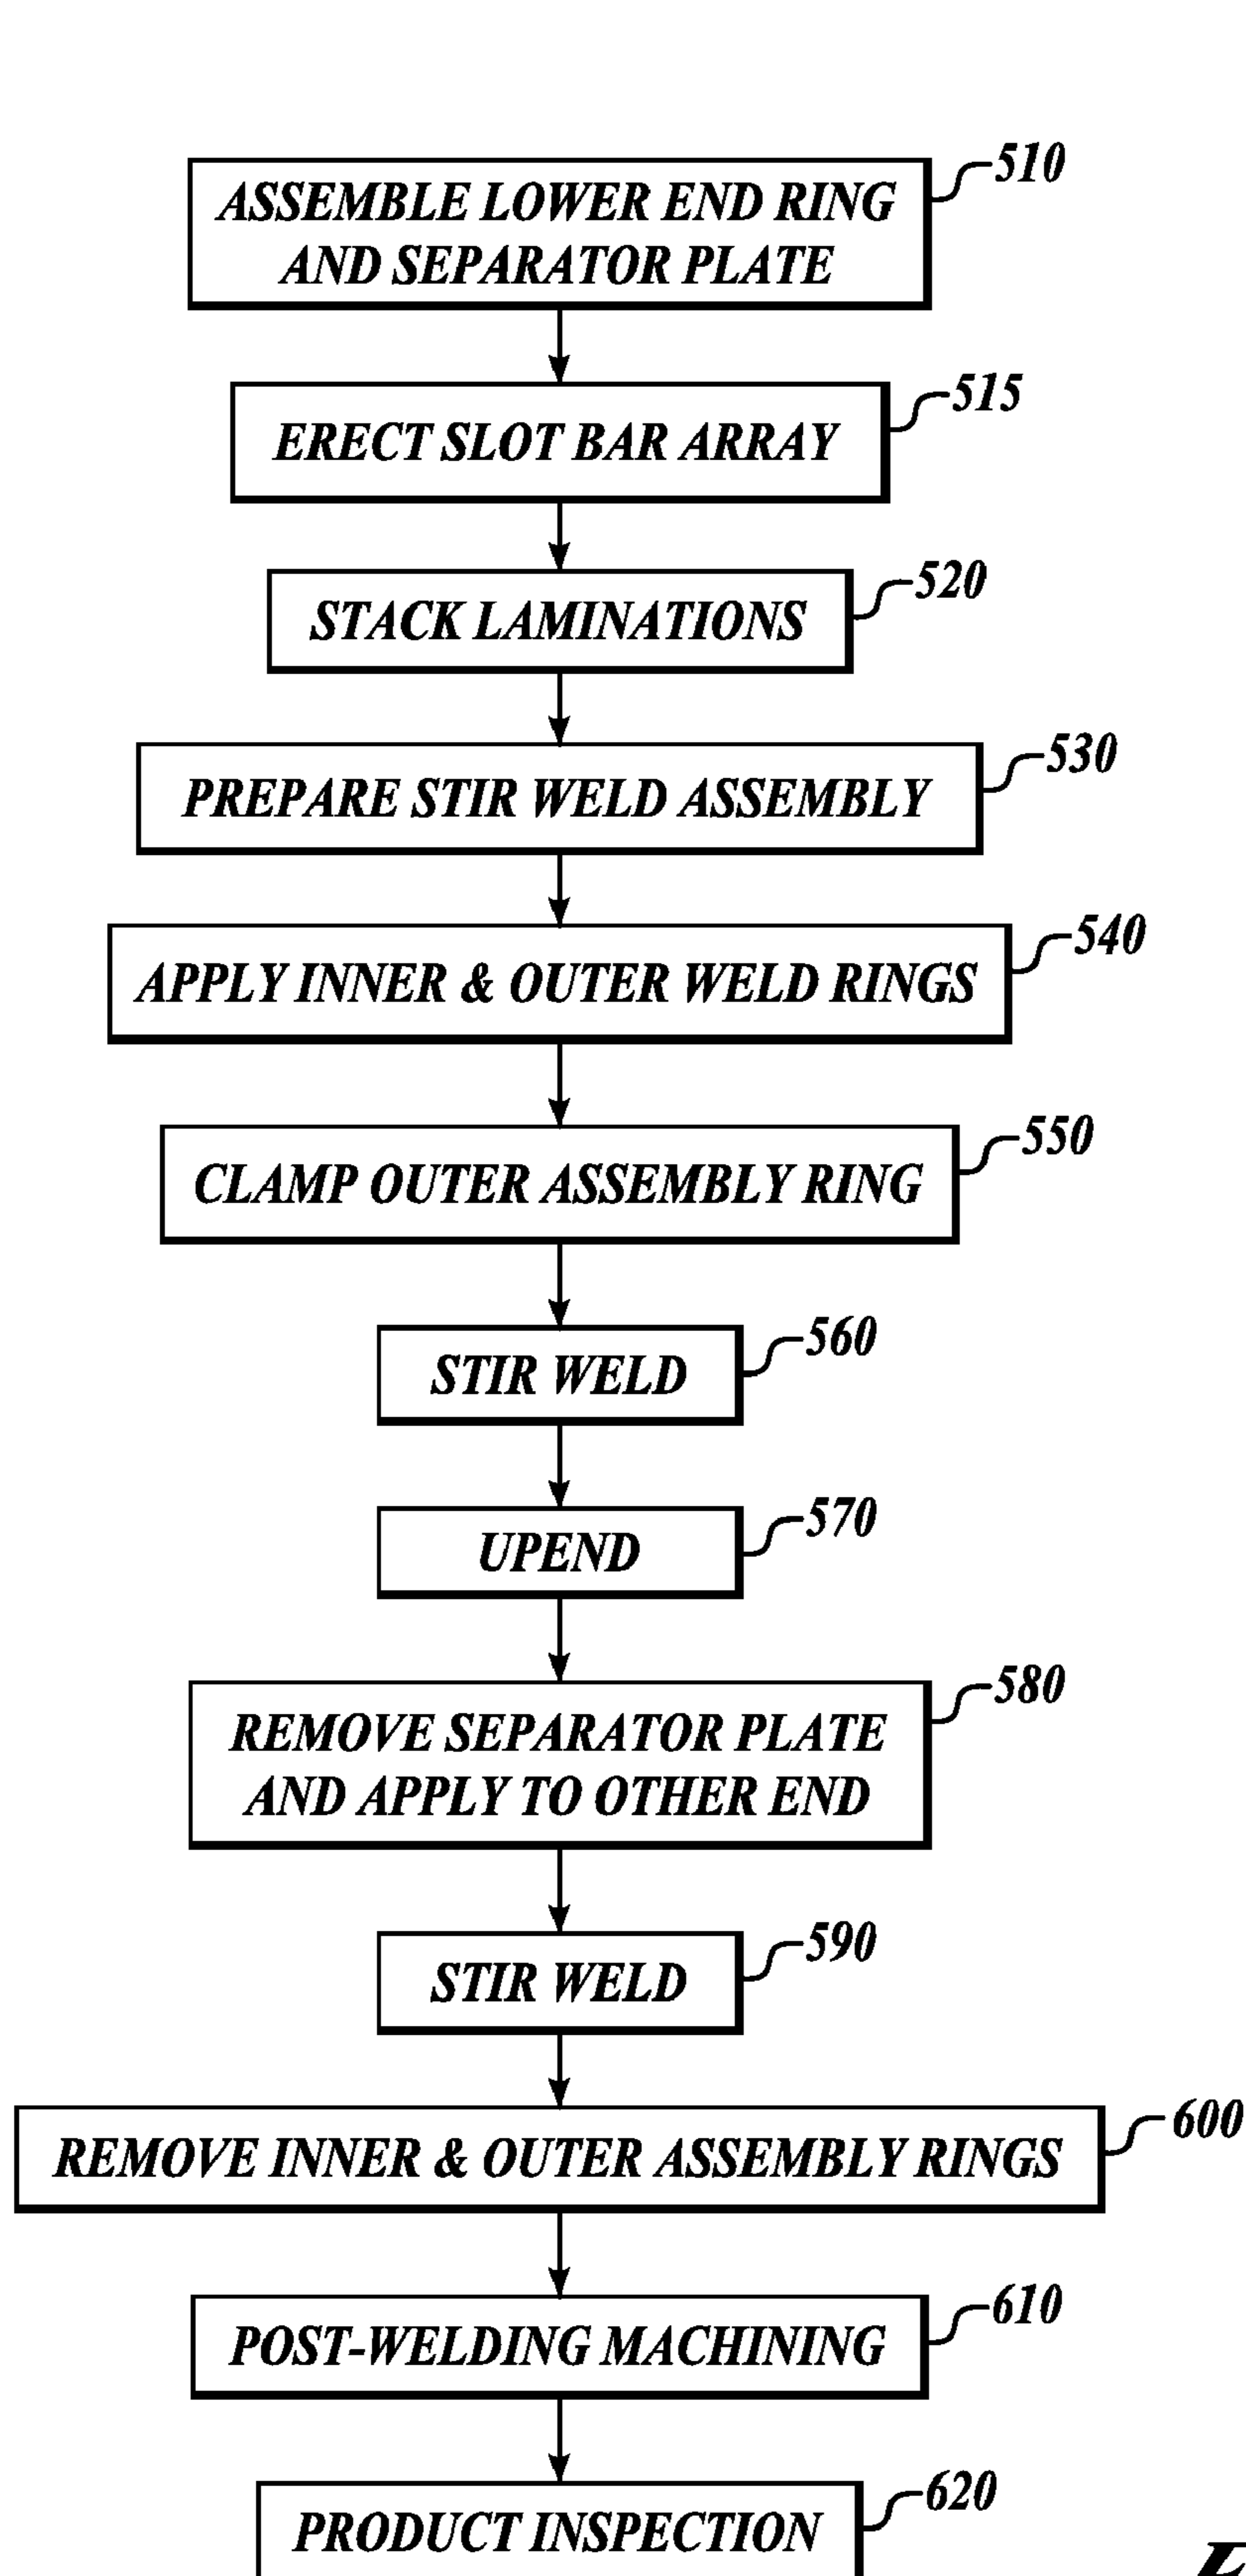 ASSEMBLE LOWER END RING
AND SEPARATOR PLATE
510
ERECT SLOT BAR ARRAY
515
STACK LAMINATIONS
520
PREPARE STIR WELD ASSEMBLY
530
APPLY INNER & OUTER WELD RINGS
540
CLAMP OUTER ASSEMBLY RING
550
STIR WELD
560
UPEND
570
REMOVE SEPARATOR PLATE
AND APPLY TO OTHER END
580
STIR WELD
590
REMOVE INNER & OUTER ASSEMBLY RINGS
600
POST-WELDING MACHINING
610
PRODUCT INSPECTION
620